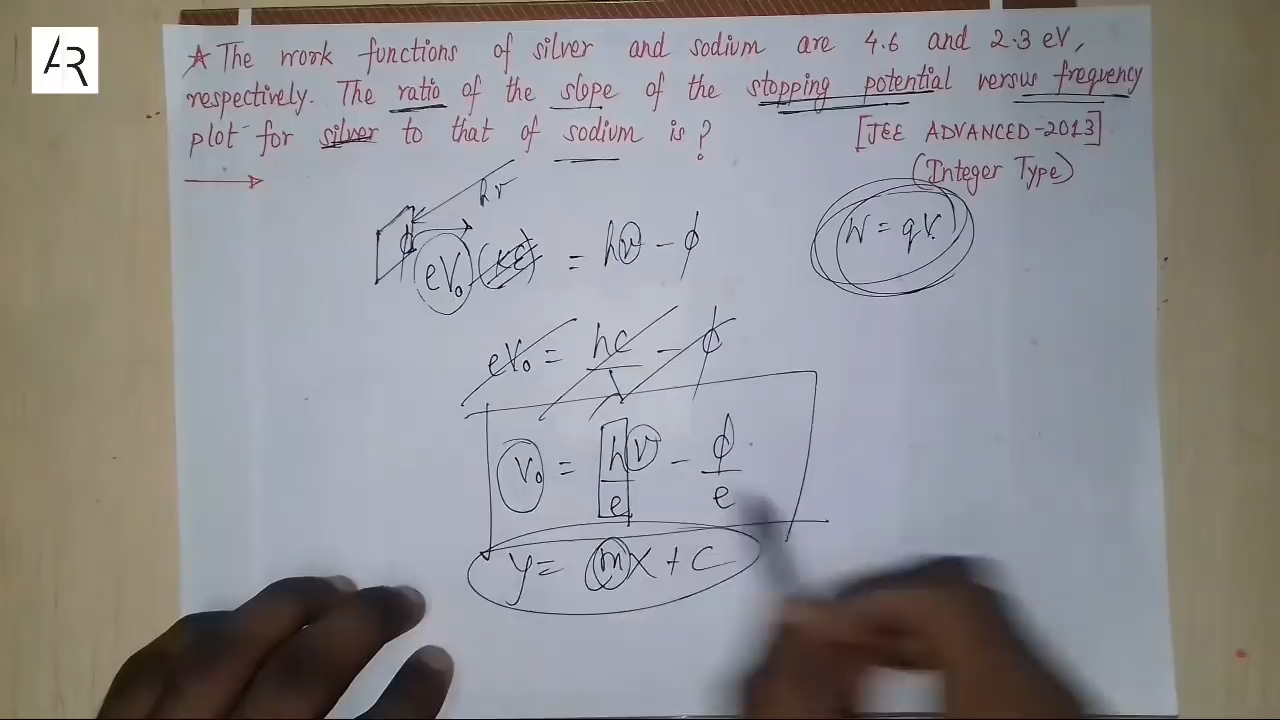 AR
★ The work functions of silver and sodium are 4.6 and 2.3 eV,
respectively. The ratio of the slope of the stopping potential versus frequency
plot for silver to that of sodium is?
[JEE ADVANCED-2013]
(Integer Type)
hν
ϕ
eV₀ (KE) = hν - ϕ
W = qV
eV₀ = hc/λ - ϕ
V₀ = h/e ν - ϕ/e
y = mx + c